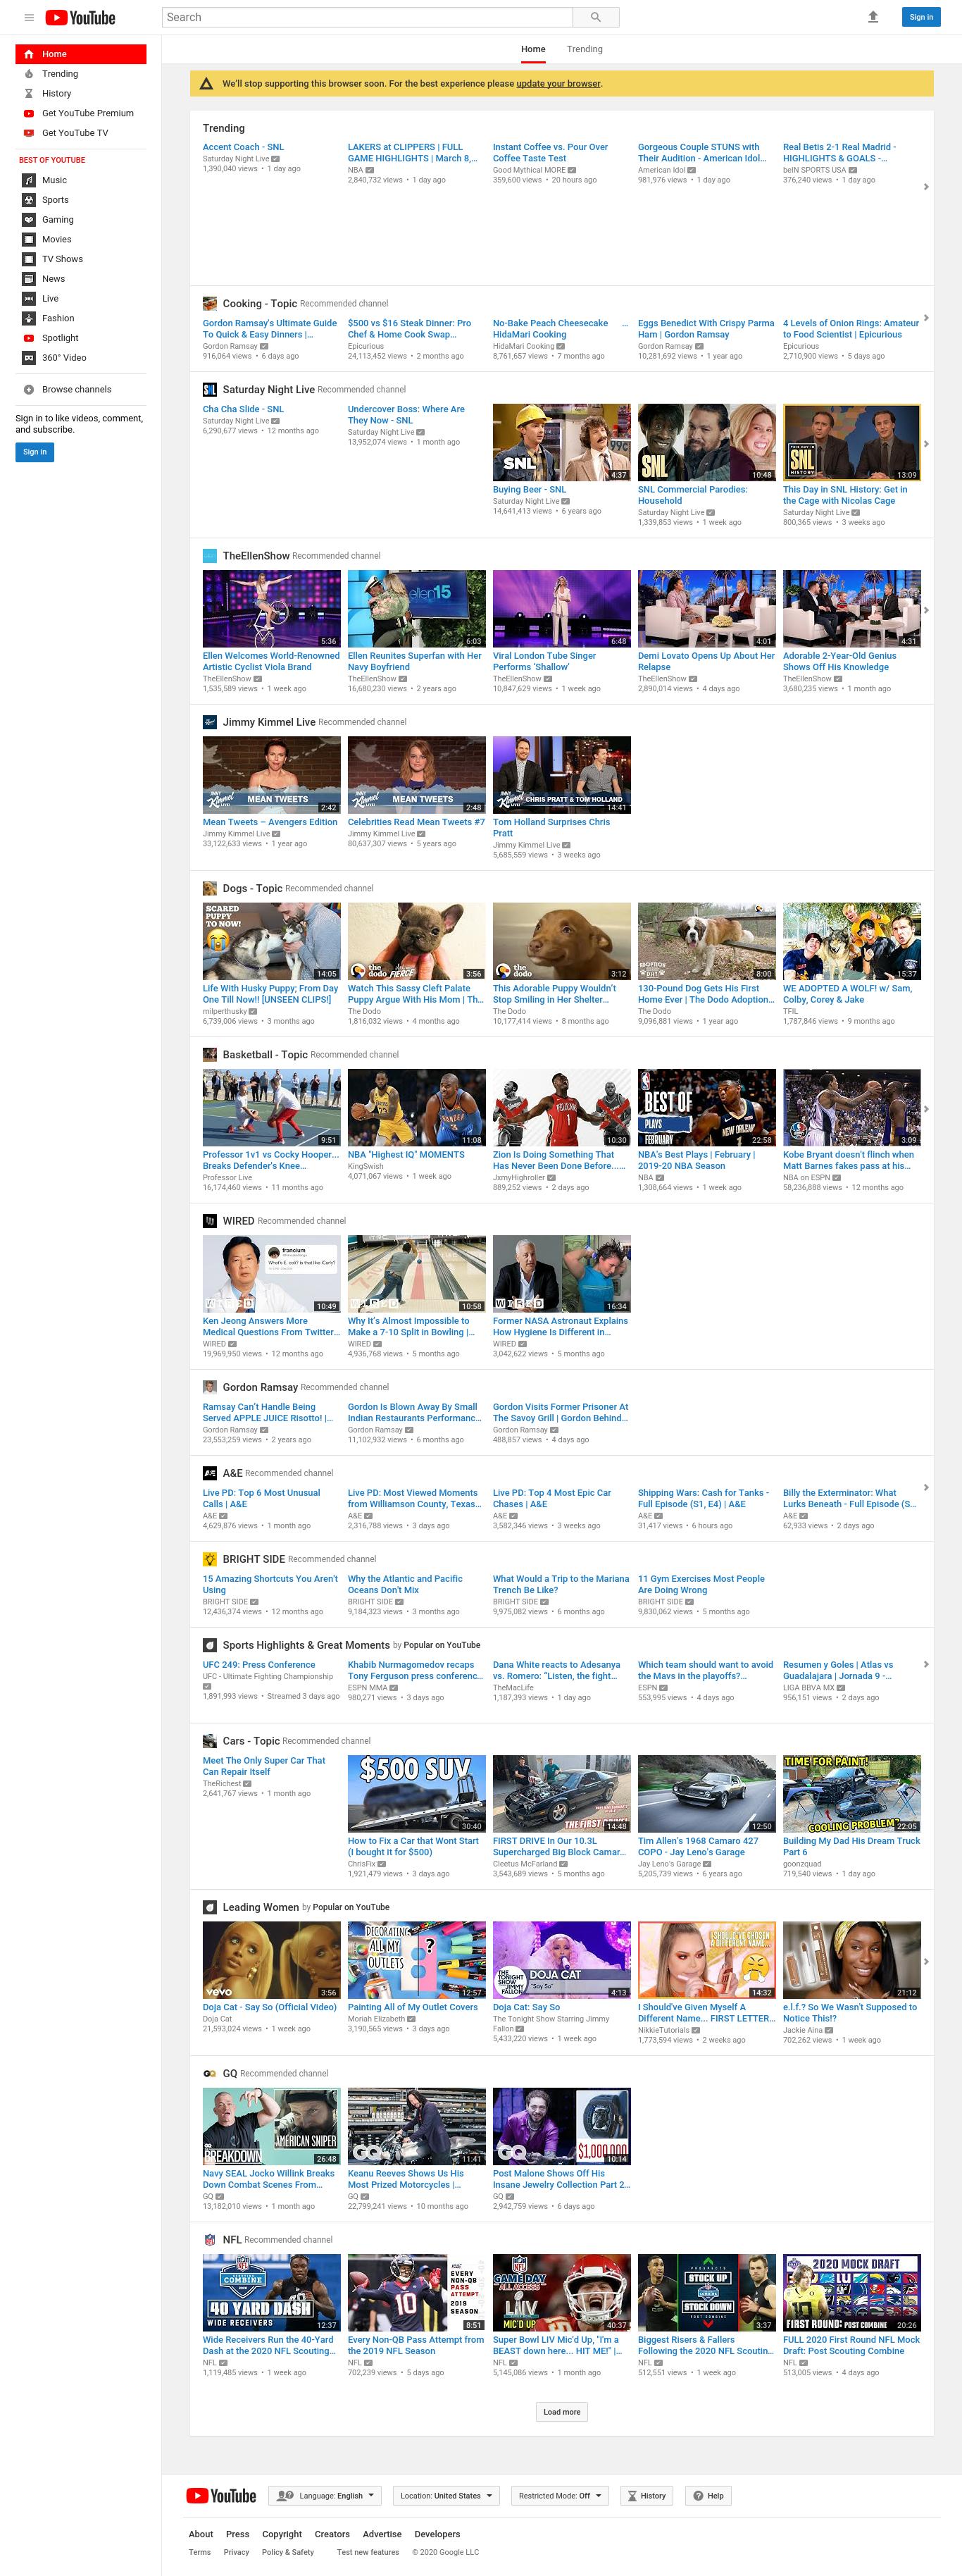 YouTube
Search
Sign in
Home
Trending
History
Get YouTube Premium
Get YouTube TV
BEST OF YOUTUBE
Music
Sports
Gaming
Movies
TV Shows
News
Live
Fashion
Spotlight
360° Video
Browse channels
Sign in to like videos, comment,
and subscribe.
Sign in
Home Trending
We'll stop supporting this browser soon. For the best experience please update your browser.
Trending
Accent Coach - SNL
Saturday Night Live
1,390,040 views • 1 day ago
LAKERS at CLIPPERS | FULL
GAME HIGHLIGHTS | March 8,...
NBA
2,840,732 views • 1 day ago
Instant Coffee vs. Pour Over
Coffee Taste Test
Good Mythical MORE
359,600 views • 20 hours ago
Gorgeous Couple STUNS with
Their Audition - American Idol...
American Idol
981,976 views • 1 day ago
Real Betis 2-1 Real Madrid -
HIGHLIGHTS & GOALS -...
beIN SPORTS USA
376,240 views • 1 day ago
Cooking - Topic Recommended channel
Gordon Ramsay's Ultimate Guide
To Quick & Easy Dinners |...
Gordon Ramsay
916,064 views • 6 days ago
$500 vs $16 Steak Dinner: Pro
Chef & Home Cook Swap...
Epicurious
24,113,452 views • 2 months ago
No-Bake Peach Cheesecake ...
HidaMari Cooking
HidaMari Cooking
8,761,657 views • 7 months ago
Eggs Benedict With Crispy Parma
Ham | Gordon Ramsay
Gordon Ramsay
10,281,692 views • 1 year ago
4 Levels of Onion Rings: Amateur
to Food Scientist | Epicurious
Epicurious
2,710,900 views • 5 days ago
Saturday Night Live Recommended channel
Cha Cha Slide - SNL
Saturday Night Live
6,290,677 views • 12 months ago
Undercover Boss: Where Are
They Now - SNL
Saturday Night Live
13,952,074 views • 1 month ago
SNL
4:37
Buying Beer - SNL
Saturday Night Live
14,641,413 views • 6 years ago
SNL
10:48
SNL Commercial Parodies:
Household
Saturday Night Live
1,339,853 views • 1 week ago
THIS DAY IN
SNL
HISTORY
13:09
This Day in SNL History: Get in
the Cage with Nicolas Cage
Saturday Night Live
800,365 views • 3 weeks ago
TheEllenShow Recommended channel
5:36
Ellen Welcomes World-Renowned
Artistic Cyclist Viola Brand
TheEllenShow
1,535,589 views • 1 week ago
ellen15
6:03
Ellen Reunites Superfan with Her
Navy Boyfriend
TheEllenShow
16,680,230 views • 2 years ago
6:48
Viral London Tube Singer
Performs 'Shallow'
TheEllenShow
10,847,629 views • 1 week ago
4:01
Demi Lovato Opens Up About Her
Relapse
TheEllenShow
2,890,014 views • 4 days ago
4:31
Adorable 2-Year-Old Genius
Shows Off His Knowledge
TheEllenShow
3,680,235 views • 1 month ago
Jimmy Kimmel Live Recommended channel
MEAN TWEETS
2:42
Mean Tweets – Avengers Edition
Jimmy Kimmel Live
33,122,633 views • 1 year ago
MEAN TWEETS
2:48
Celebrities Read Mean Tweets #7
Jimmy Kimmel Live
80,637,307 views • 5 years ago
CHRIS PRATT & TOM HOLLAND
14:41
Tom Holland Surprises Chris
Pratt
Jimmy Kimmel Live
5,685,559 views • 3 weeks ago
Dogs - Topic Recommended channel
SCARED
PUPPY
TO NOW!
14:05
Life With Husky Puppy; From Day
One Till Now!! [UNSEEN CLIPS!]
milperthusky
6,739,006 views • 3 months ago
the dodo FIERCE
3:56
Watch This Sassy Cleft Palate
Puppy Argue With His Mom | Th...
The Dodo
1,816,032 views • 4 months ago
the dodo
3:12
This Adorable Puppy Wouldn't
Stop Smiling in Her Shelter...
The Dodo
10,177,414 views • 8 months ago
ADOPTION DAY
8:00
130-Pound Dog Gets His First
Home Ever | The Dodo Adoption...
The Dodo
9,096,881 views • 1 year ago
15:37
WE ADOPTED A WOLF! w/ Sam,
Colby, Corey & Jake
TFIL
1,787,846 views • 9 months ago
Basketball - Topic Recommended channel
9:51
Professor 1v1 vs Cocky Hooper...
Breaks Defender's Knee...
Professor Live
16,174,460 views • 11 months ago
11:08
NBA "Highest IQ" MOMENTS
KingSwish
4,071,067 views • 1 week ago
10:30
Zion Is Doing Something That
Has Never Been Done Before......
JxmyHighroller
889,252 views • 2 days ago
BEST OF
PLAYS
FEBRUARY
22:58
NBA's Best Plays | February |
2019-20 NBA Season
NBA
1,308,664 views • 1 week ago
3:09
Kobe Bryant doesn't flinch when
Matt Barnes fakes pass at his...
NBA on ESPN
58,236,888 views • 12 months ago
WIRED Recommended channel
francium
What's E. coli? is that like iCarly?
WIRED
10:49
Ken Jeong Answers More
Medical Questions From Twitter...
WIRED
19,969,950 views • 12 months ago
WIRED
10:58
Why It's Almost Impossible to
Make a 7-10 Split in Bowling |...
WIRED
4,936,768 views • 5 months ago
WIRED
16:34
Former NASA Astronaut Explains
How Hygiene Is Different in...
WIRED
3,042,622 views • 5 months ago
Gordon Ramsay Recommended channel
Ramsay Can't Handle Being
Served APPLE JUICE Risotto! |...
Gordon Ramsay
23,553,259 views • 2 years ago
Gordon Is Blown Away By Small
Indian Restaurants Performanc...
Gordon Ramsay
11,102,932 views • 6 months ago
Gordon Visits Former Prisoner At
The Savoy Grill | Gordon Behind...
Gordon Ramsay
488,857 views • 4 days ago
A&E Recommended channel
Live PD: Top 6 Most Unusual
Calls | A&E
A&E
4,629,876 views • 1 month ago
Live PD: Most Viewed Moments
from Williamson County, Texas...
A&E
2,316,788 views • 3 days ago
Live PD: Top 4 Most Epic Car
Chases | A&E
A&E
3,582,346 views • 3 weeks ago
Shipping Wars: Cash for Tanks -
Full Episode (S1, E4) | A&E
A&E
31,417 views • 6 hours ago
Billy the Exterminator: What
Lurks Beneath - Full Episode (S...
A&E
62,933 views • 2 days ago
BRIGHT SIDE Recommended channel
15 Amazing Shortcuts You Aren't
Using
BRIGHT SIDE
12,436,374 views • 12 months ago
Why the Atlantic and Pacific
Oceans Don't Mix
BRIGHT SIDE
9,184,323 views • 3 months ago
What Would a Trip to the Mariana
Trench Be Like?
BRIGHT SIDE
9,975,082 views • 6 months ago
11 Gym Exercises Most People
Are Doing Wrong
BRIGHT SIDE
9,830,062 views • 5 months ago
Sports Highlights & Great Moments by Popular on YouTube
UFC 249: Press Conference
UFC - Ultimate Fighting Championship
1,891,993 views • Streamed 3 days ago
Khabib Nurmagomedov recaps
Tony Ferguson press conferenc...
ESPN MMA
980,271 views • 3 days ago
Dana White reacts to Adesanya
vs. Romero: "Listen, the fight...
TheMacLife
1,187,393 views • 1 day ago
Which team should want to avoid
the Mavs in the playoffs?...
ESPN
553,995 views • 4 days ago
Resumen y Goles | Atlas vs
Guadalajara | Jornada 9 -...
LIGA BBVA MX
956,151 views • 2 days ago
Cars - Topic Recommended channel
Meet The Only Super Car That
Can Repair Itself
TheRichest
2,641,767 views • 1 month ago
$500 SUV
30:40
How to Fix a Car that Wont Start
(I bought it for $500)
ChrisFix
1,921,479 views • 3 days ago
THE FIRST DRIVE
14:48
FIRST DRIVE In Our 10.3L
Supercharged Big Block Camar...
Cleetus McFarland
3,543,689 views • 5 months ago
12:50
Tim Allen's 1968 Camaro 427
COPO - Jay Leno's Garage
Jay Leno's Garage
5,205,739 views • 6 years ago
TIME FOR PAINT!
COOLING PROBLEM?
22:05
Building My Dad His Dream Truck
Part 6
goonzquad
719,540 views • 1 day ago
Leading Women by Popular on YouTube
vevo
3:56
Doja Cat - Say So (Official Video)
Doja Cat
21,593,024 views • 1 week ago
DECORATING
ALL MY
OUTLETS
?
12:57
Painting All of My Outlet Covers
Moriah Elizabeth
3,190,565 views • 3 days ago
THE TONIGHT SHOW JIMMY FALLON
DOJA CAT
"Say So"
4:13
Doja Cat: Say So
The Tonight Show Starring Jimmy
Fallon
5,433,220 views • 1 week ago
I SHOULD'VE CHOSEN
A DIFFERENT NAME...
14:32
I Should've Given Myself A
Different Name... FIRST LETTER...
NikkieTutorials
1,773,594 views • 2 weeks ago
21:12
e.l.f.? So We Wasn't Supposed to
Notice This!?
Jackie Aina
702,262 views • 1 week ago
GQ Recommended channel
AMERICAN SNIPER
BREAKDOWN
26:48
Navy SEAL Jocko Willink Breaks
Down Combat Scenes From...
GQ
13,182,010 views • 1 month ago
GQ
11:41
Keanu Reeves Shows Us His
Most Prized Motorcycles |...
GQ
22,799,241 views • 10 months ago
GQ
$1,000,000
10:14
Post Malone Shows Off His
Insane Jewelry Collection Part 2...
GQ
2,942,759 views • 6 days ago
NFL Recommended channel
COMBINE
40 YARD DASH
WIDE RECEIVERS
12:37
Wide Receivers Run the 40-Yard
Dash at the 2020 NFL Scouting...
NFL
1,119,485 views • 1 week ago
EVERY
NON-QB
PASS
ATTEMPT
2019
SEASON
8:51
Every Non-QB Pass Attempt from
the 2019 NFL Season
NFL
702,239 views • 5 days ago
GAMEDAY
ALL ACCESS
LIV
MIC'D UP
40:37
Super Bowl LIV Mic'd Up, "I'm a
BEAST down here... HIT ME!" |...
NFL
5,145,086 views • 1 month ago
STOCK UP
STOCK DOWN
3:37
Biggest Risers & Fallers
Following the 2020 NFL Scoutin...
NFL
512,551 views • 1 week ago
2020 MOCK DRAFT
FIRST ROUND: POST COMBINE
20:26
FULL 2020 First Round NFL Mock
Draft: Post Scouting Combine
NFL
513,005 views • 4 days ago
Load more
YouTube
Language: English
Location: United States
Restricted Mode: Off
History
Help
About Press Copyright Creators Advertise Developers
Terms Privacy Policy & Safety Test new features © 2020 Google LLC